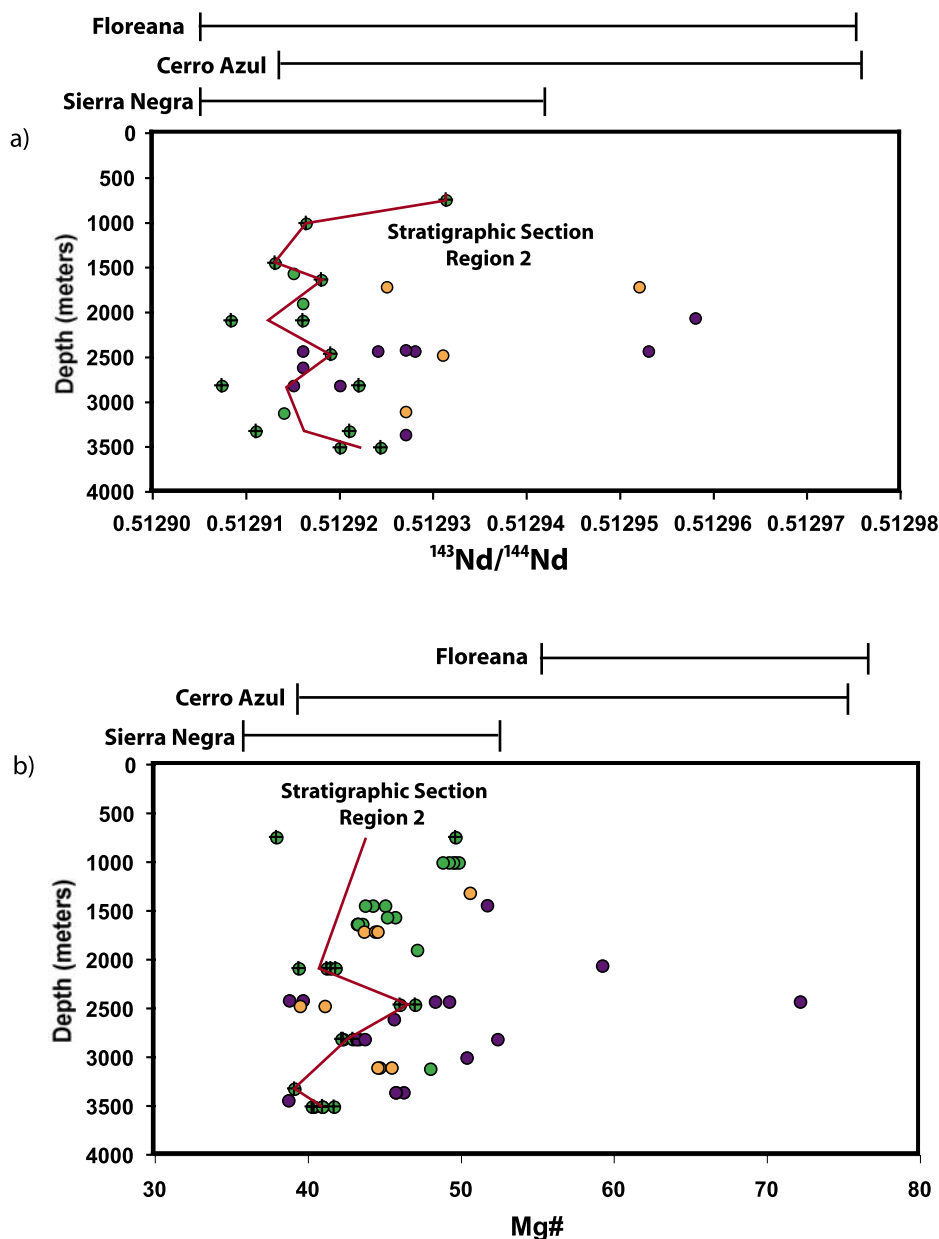 Floreana
Cerro Azul
Sierra Negra
a)
0
500
1000
1500
2000
2500
3000
3500
4000
Depth (meters)
Stratigraphic Section
Region 2
0.51290 0.51291 0.51292 0.51293 0.51294 0.51295 0.51296 0.51297 0.51298
¹⁴³Nd/¹⁴⁴Nd
Floreana
Cerro Azul
Sierra Negra
b)
0
500
1000
1500
2000
2500
3000
3500
4000
Depth (meters)
Stratigraphic Section
Region 2
30 40 50 60 70 80
Mg#